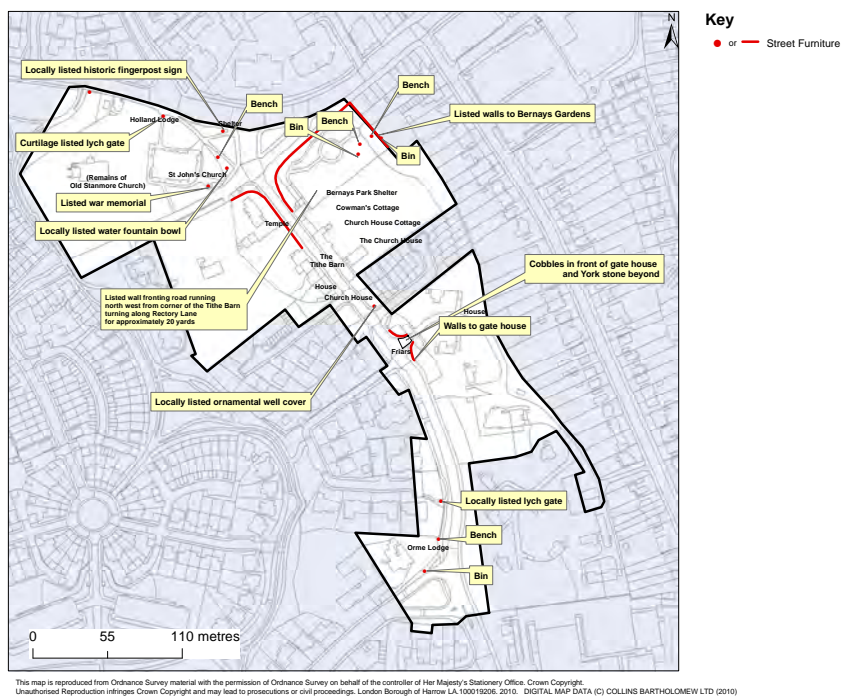 N
Key
or Street Furniture
Locally listed historic fingerpost sign
Bench
Bench
Holland Lodge
Shelter
Bench
Bin
Listed walls to Bernays Gardens
Curtilage listed lych gate
Bin
(Remains of
Old Stanmore Church)
St John's Church
Listed war memorial
Bernays Park Shelter
Cowman's Cottage
Locally listed water fountain bowl
Temple
Church House Cottage
The Church House
The
Tithe Barn
Cobbles in front of gate house
and York stone beyond
House
Church House
Listed wall fronting road running
north west from corner of the Tithe Barn
turning along Rectory Lane
for approximately 20 yards
House
Walls to gate house
Friars
Locally listed ornamental well cover
Locally listed lych gate
Bench
Orme Lodge
Bin
0 55 110 metres
This map is reproduced from Ordnance Survey material with the permission of Ordnance Survey on behalf of the controller of Her Majesty's Stationery Office. Crown Copyright.
Unauthorised Reproduction infringes Crown Copyright and may lead to prosecutions or civil proceedings. London Borough of Harrow LA.100019206. 2010. DIGITAL MAP DATA (C) COLLINS BARTHOLOMEW LTD (2010)